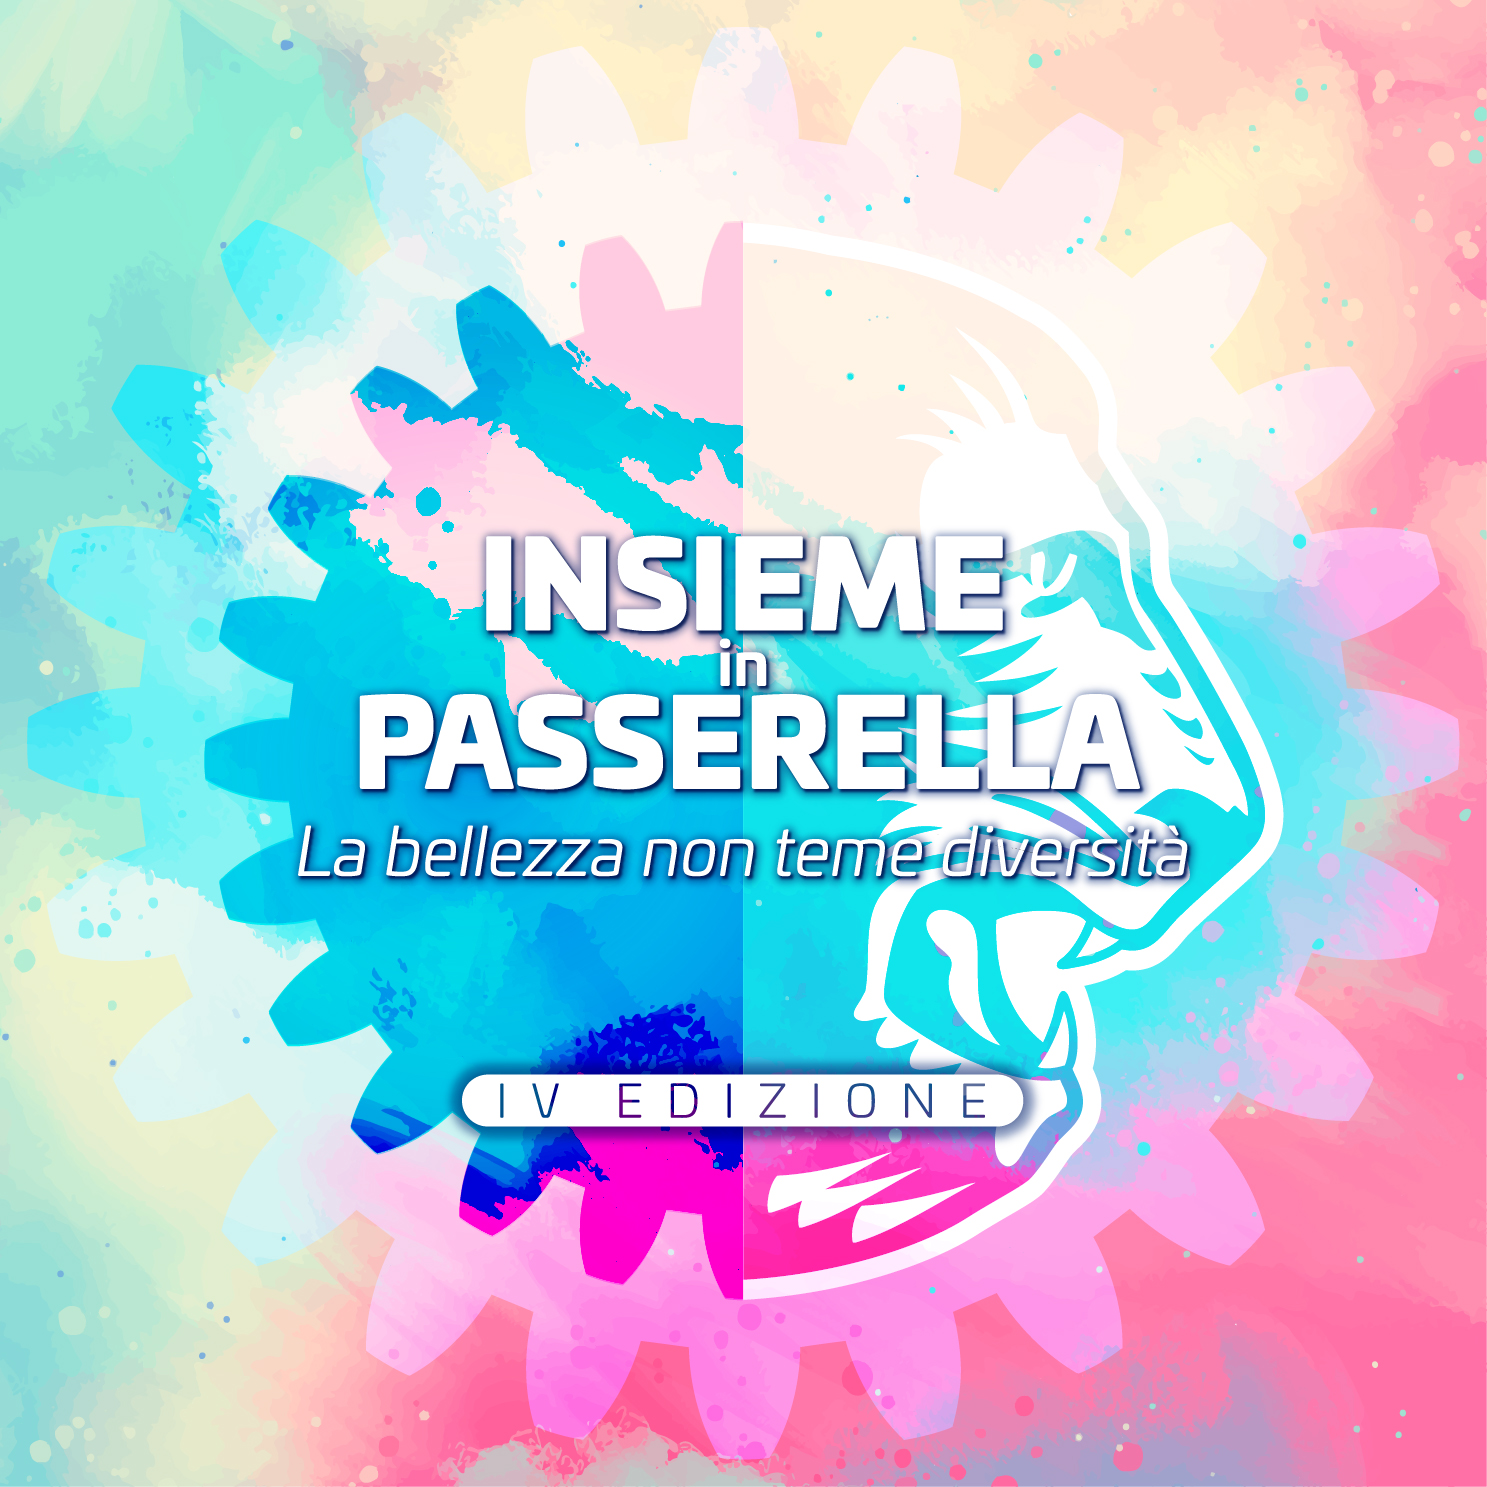 INSIEME
in
PASSERELLA
La bellezza non teme diversità
IV EDIZIONE